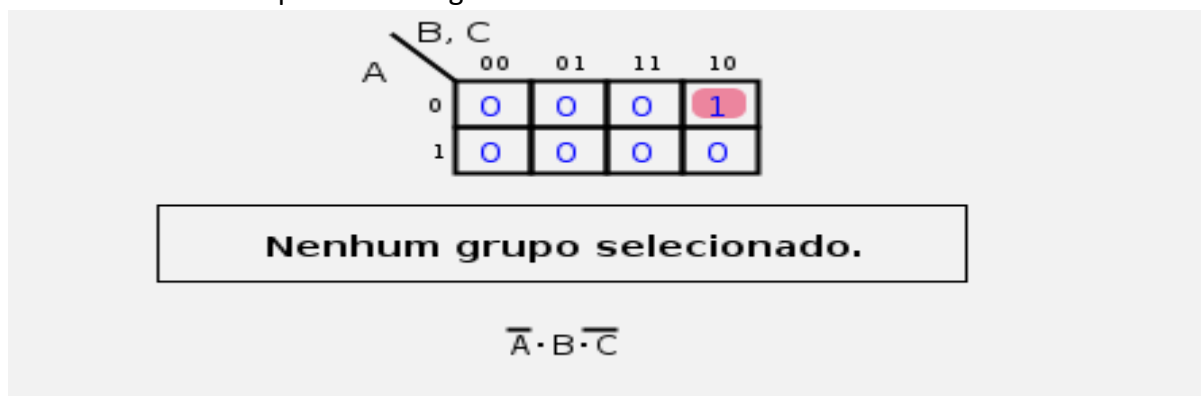 B, C
A
00 01 11 10
0 0 0 0 1
1 0 0 0 0
Nenhum grupo selecionado.
A̅·B·C̅